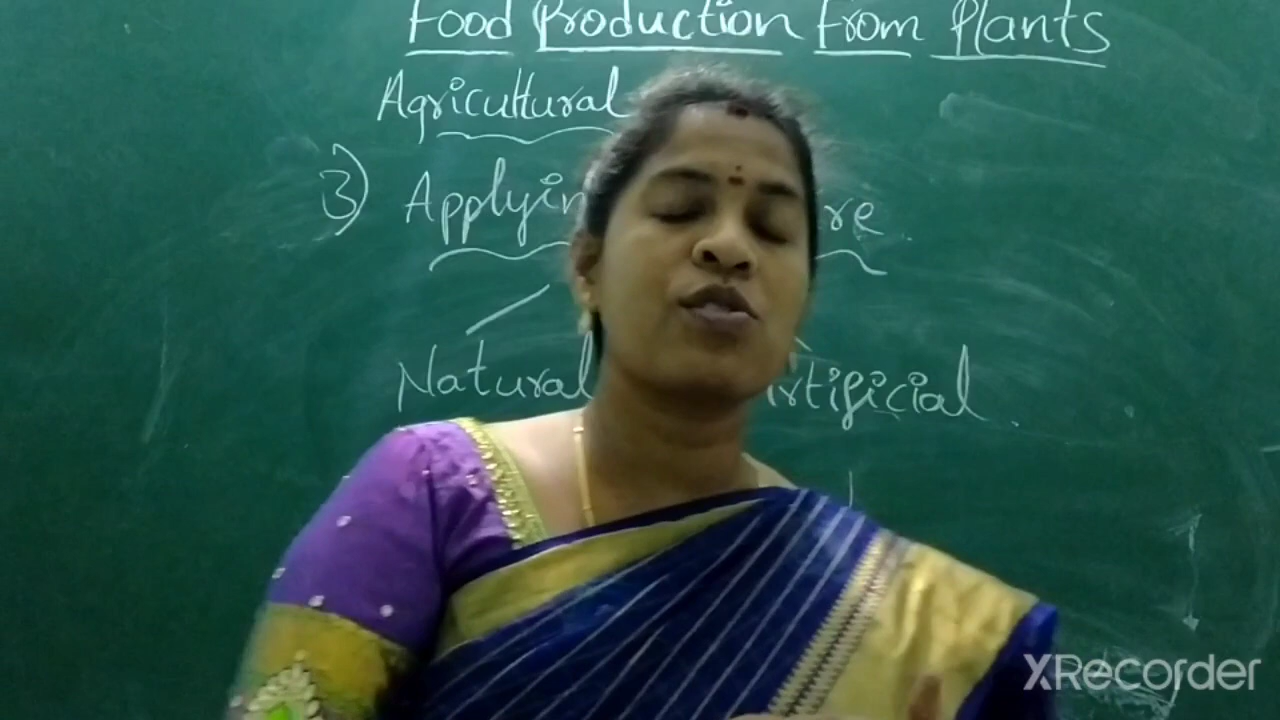 Food Production From Plants
Agricultural
3) Applyin re
Natural rtificial
XRecorder